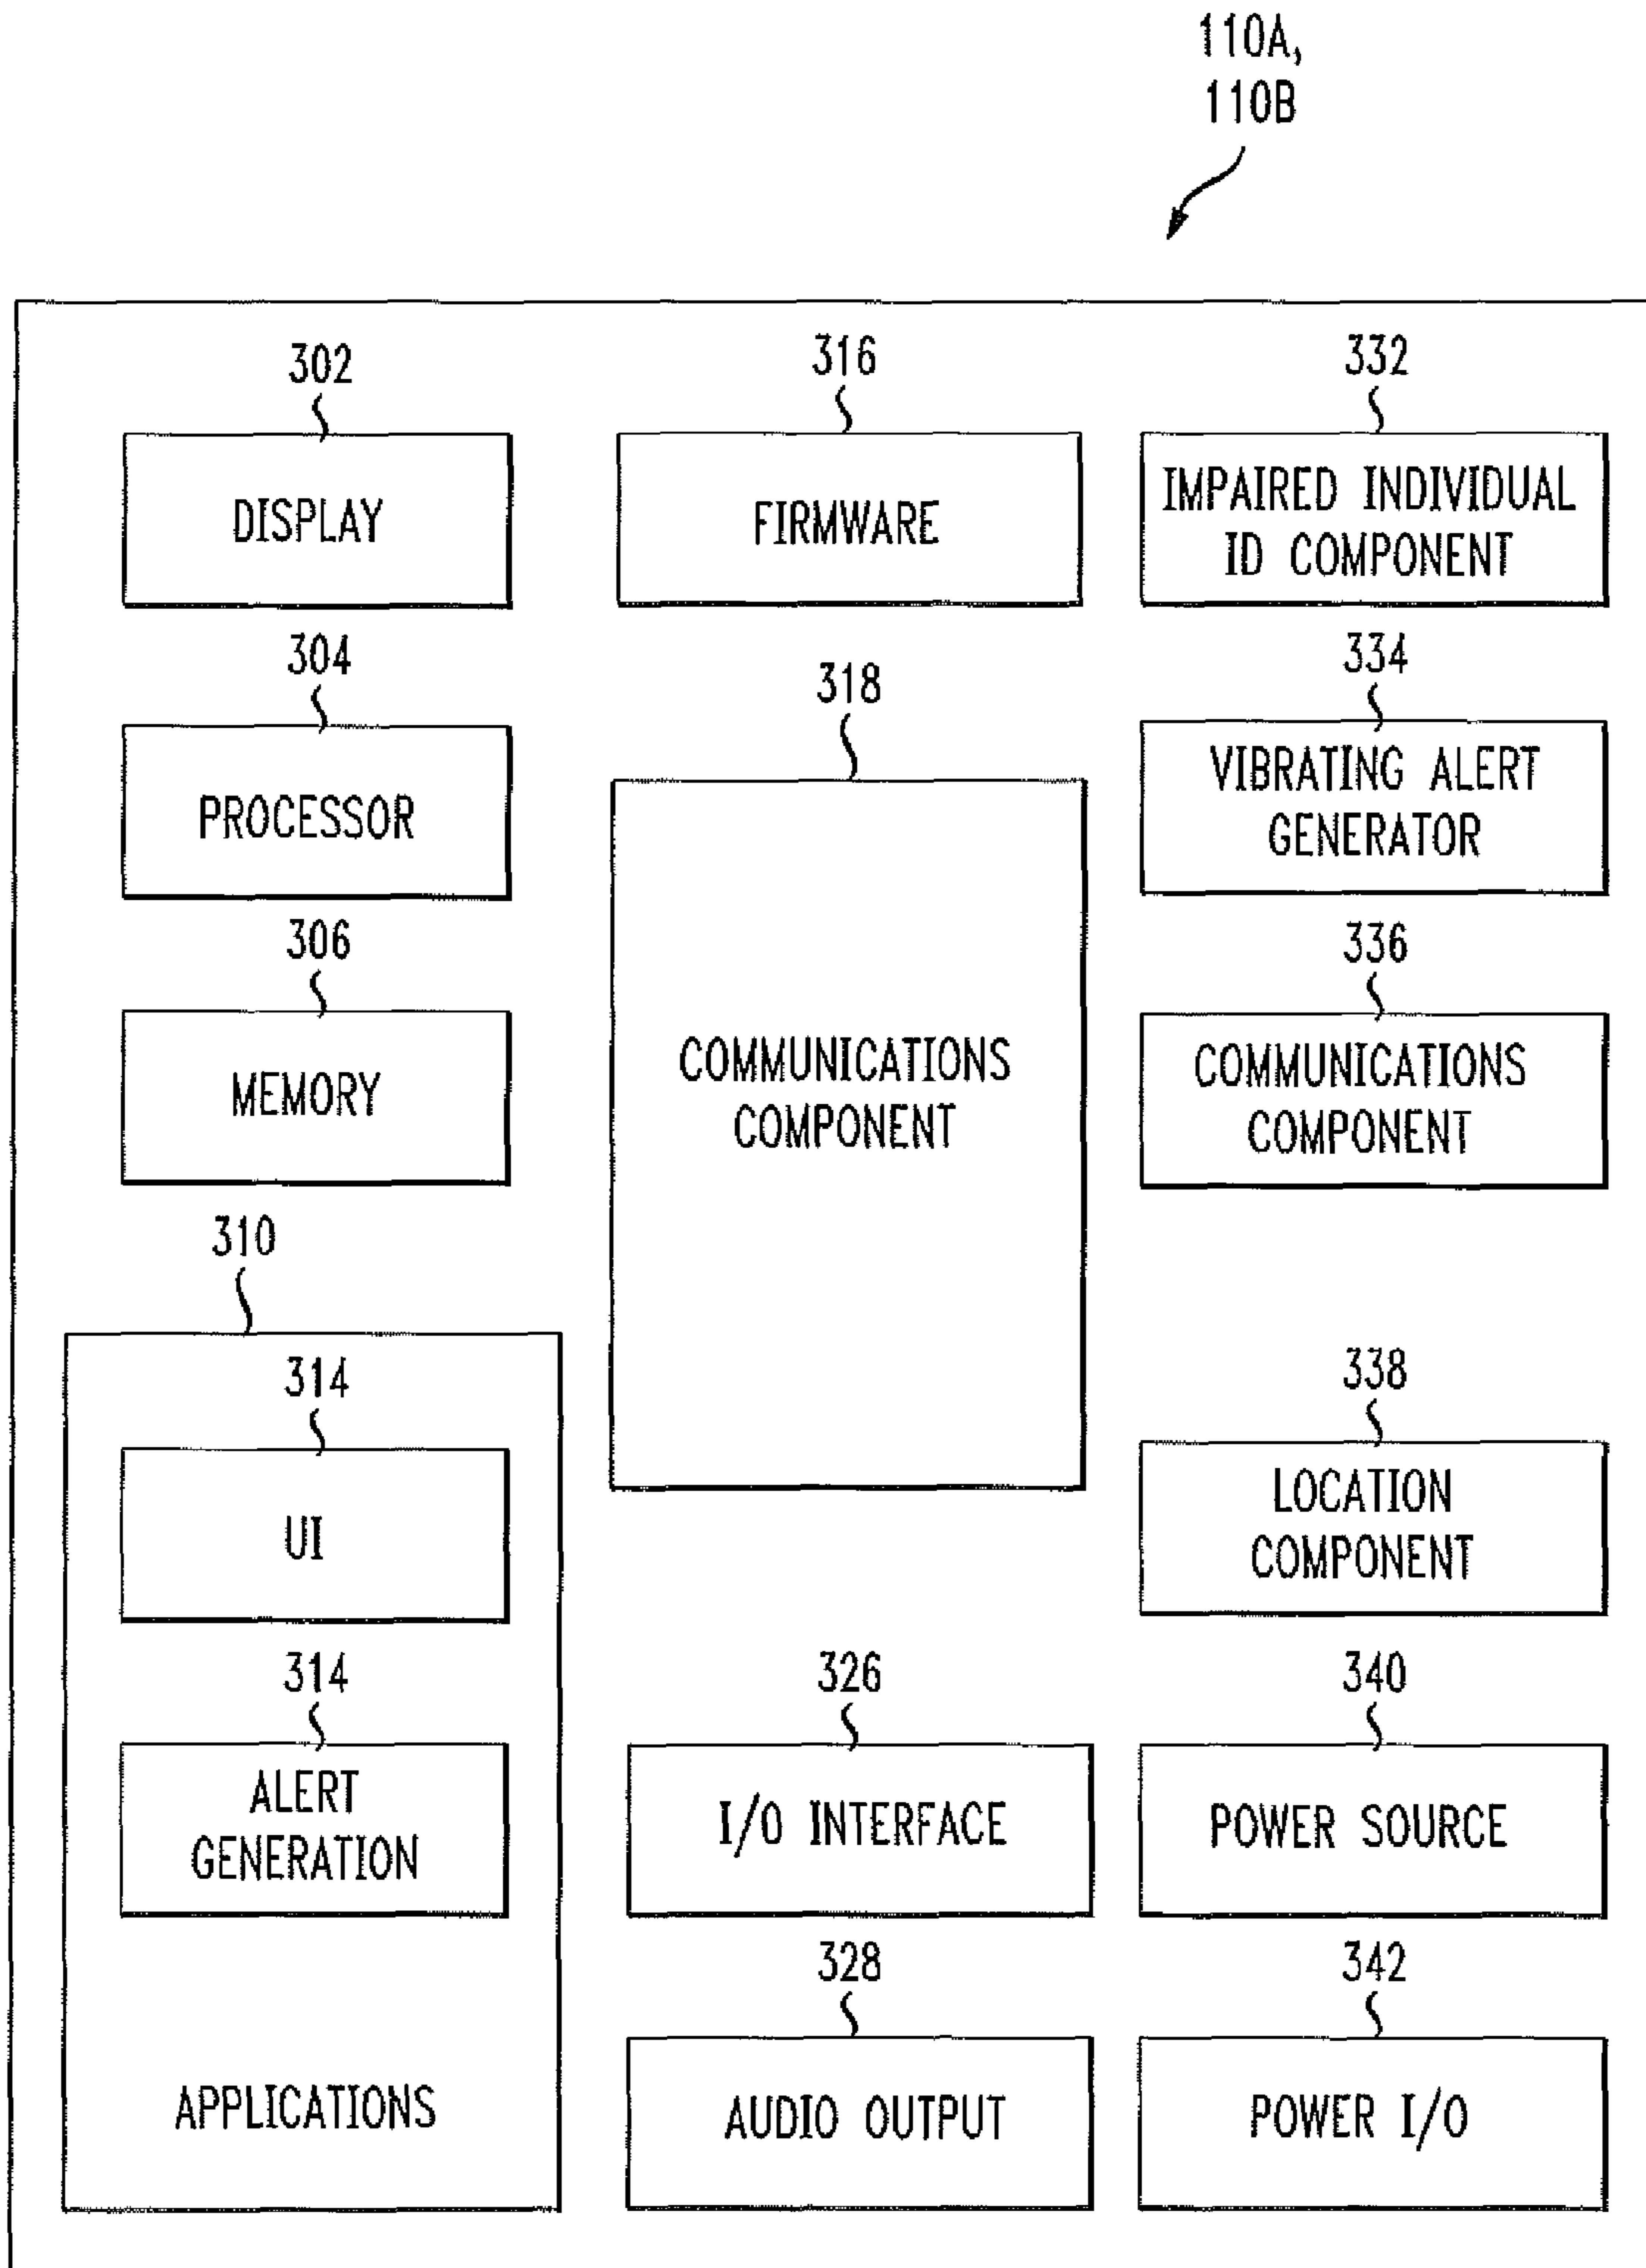 110A,
110B
302
DISPLAY
304
PROCESSOR
306
MEMORY
310
314
UI
314
ALERT
GENERATION
APPLICATIONS
316
FIRMWARE
318
COMMUNICATIONS
COMPONENT
326
I/O INTERFACE
328
AUDIO OUTPUT
332
IMPAIRED INDIVIDUAL
ID COMPONENT
334
VIBRATING ALERT
GENERATOR
336
COMMUNICATIONS
COMPONENT
338
LOCATION
COMPONENT
340
POWER SOURCE
342
POWER I/O